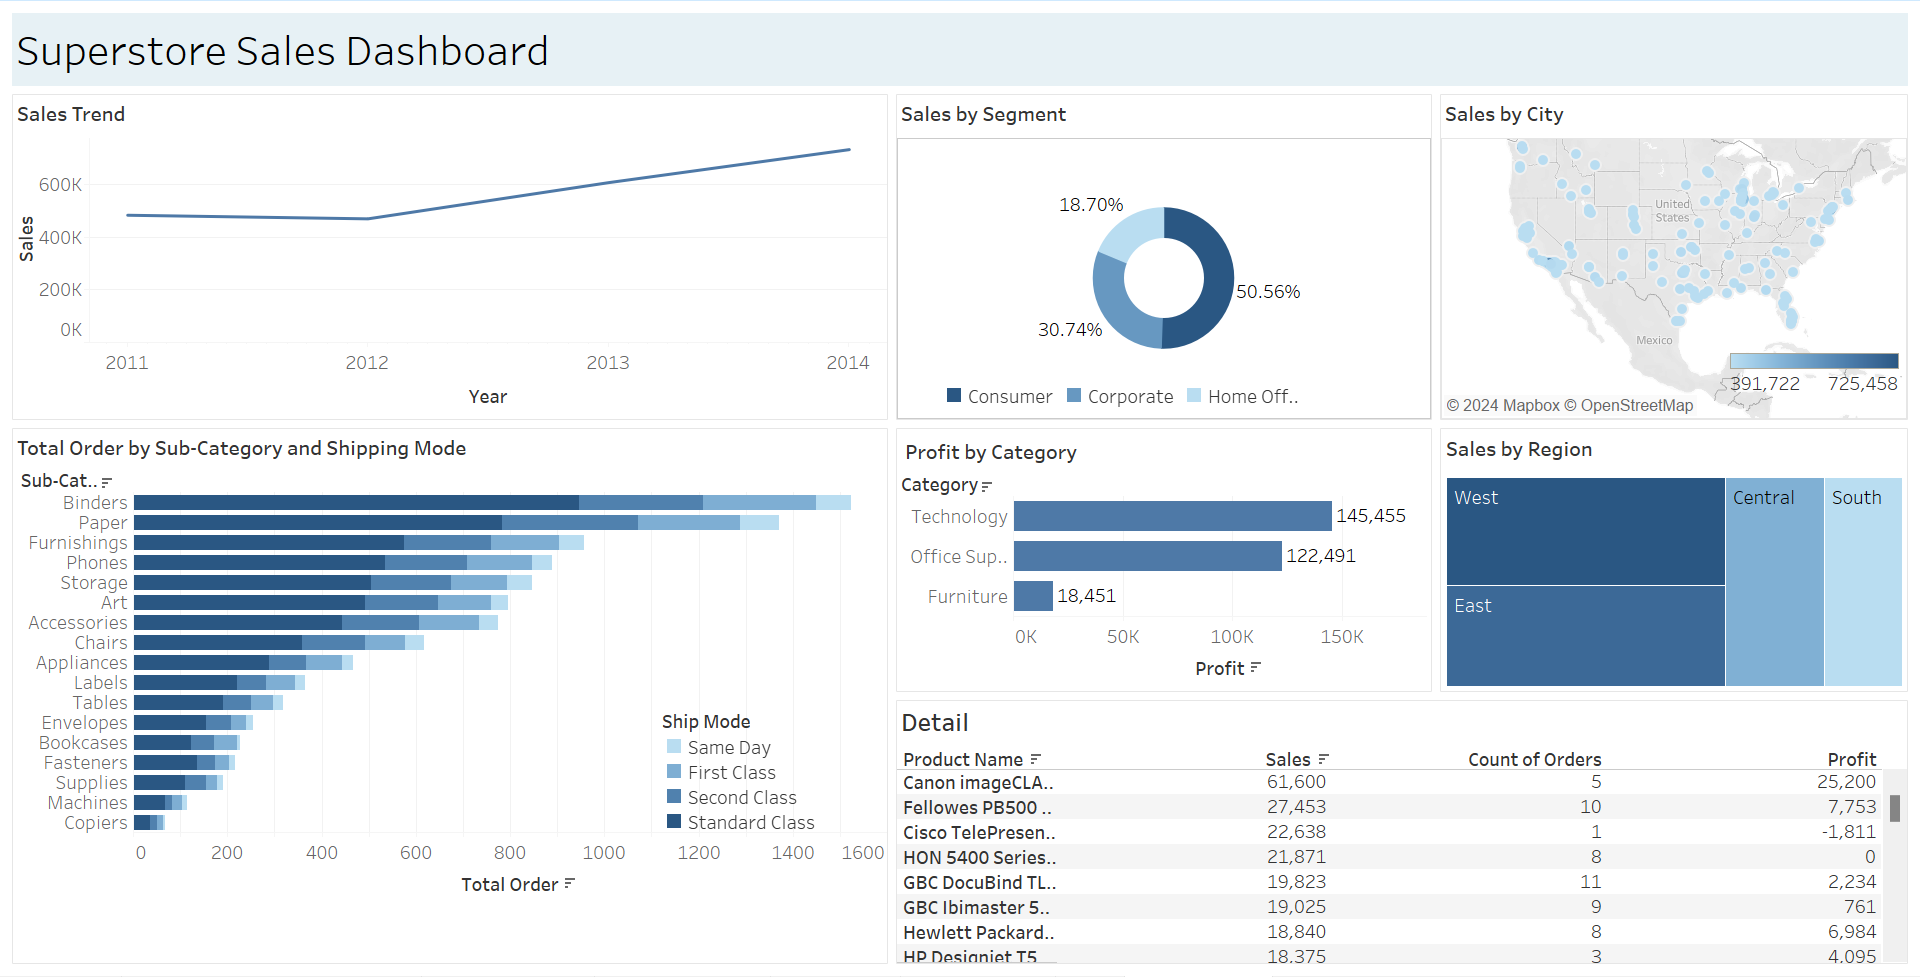 Superstore Sales Dashboard
Sales Trend
600K
400K
200K
0K
Sales
2011 2012 2013 2014
Year
Sales by Segment
18.70%
50.56%
30.74%
Consumer Corporate Home Off..
Sales by City
United
States
Mexico
391,722 725,458
© 2024 Mapbox © OpenStreetMap
Total Order by Sub-Category and Shipping Mode
Sub-Cat..
Binders
Paper
Furnishings
Phones
Storage
Art
Accessories
Chairs
Appliances
Labels
Tables
Envelopes
Bookcases
Fasteners
Supplies
Machines
Copiers
0 200 400 600 800 1000 1200 1400 1600
Total Order
Ship Mode
Same Day
First Class
Second Class
Standard Class
Profit by Category
Category
Technology 145,455
Office Sup.. 122,491
Furniture 18,451
0K 50K 100K 150K
Profit
Sales by Region
West Central South
East
Detail
Product Name Sales Count of Orders Profit
Canon imageCLA.. 61,600 5 25,200
Fellowes PB500 .. 27,453 10 7,753
Cisco TelePresen.. 22,638 1 -1,811
HON 5400 Series.. 21,871 8 0
GBC DocuBind TL.. 19,823 11 2,234
GBC Ibimaster 5.. 19,025 9 761
Hewlett Packard.. 18,840 8 6,984
HP Designjet T5 18,375 3 4,095